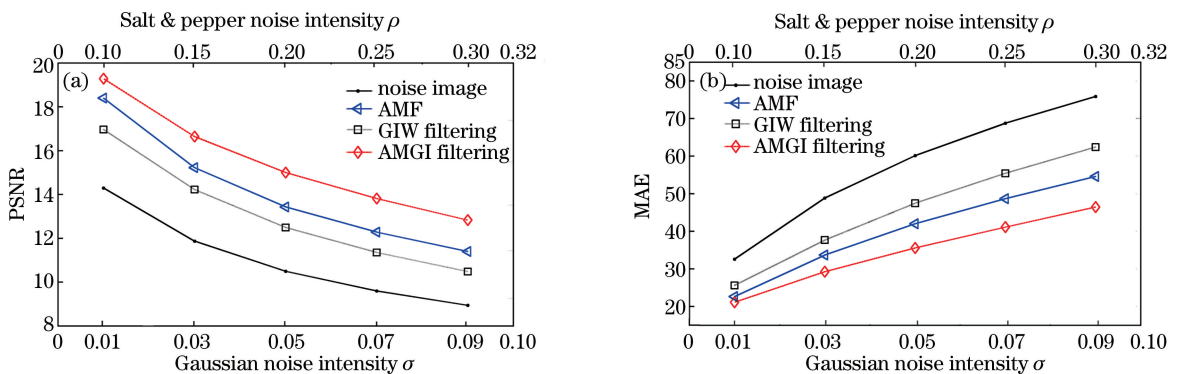 Salt & pepper noise intensity ρ
0 0.10 0.15 0.20 0.25 0.30 0.32
20
18
16
14
12
10
8
PSNR
(a)
noise image
AMF
GIW filtering
AMGI filtering
0 0.01 0.03 0.05 0.07 0.09 0.10
Gaussian noise intensity σ
Salt & pepper noise intensity ρ
0 0.10 0.15 0.20 0.25 0.30 0.32
85
80
70
60
50
40
30
20
MAE
(b)
noise image
AMF
GIW filtering
AMGI filtering
0 0.01 0.03 0.05 0.07 0.09 0.10
Gaussian noise intensity σ